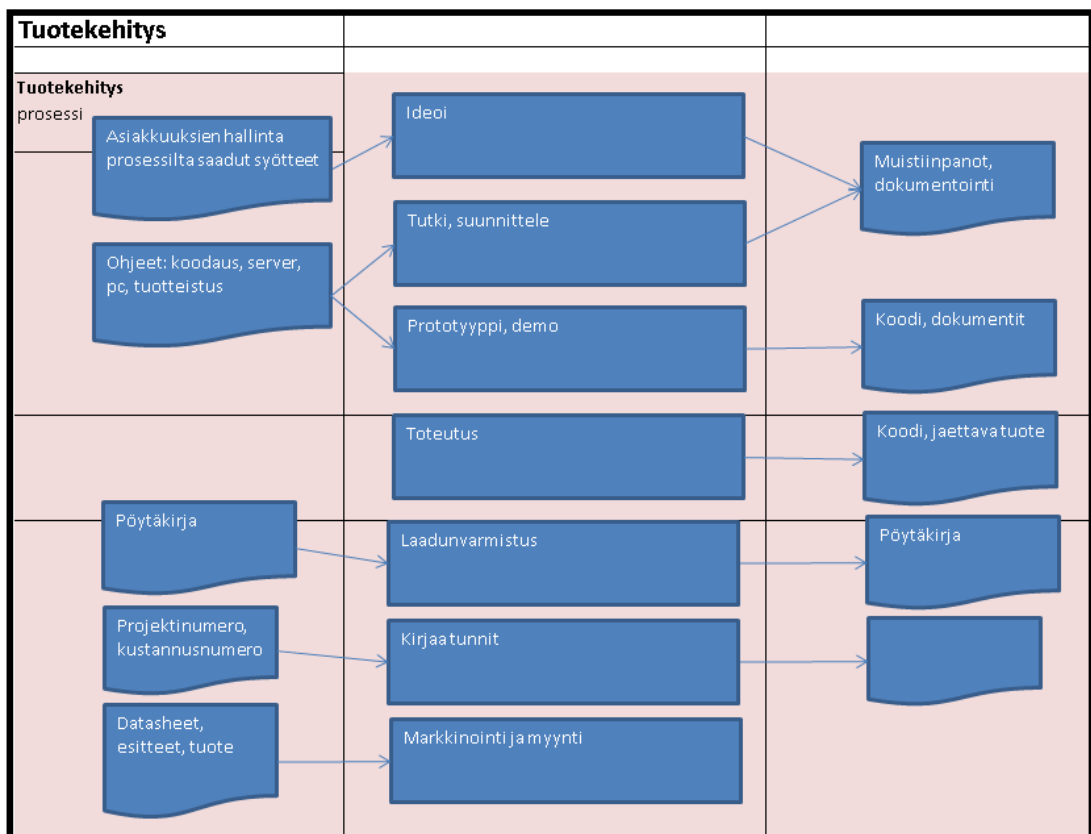 Tuotekehitys
Tuotekehitys
prosessi
Asiakkuuksien hallinta
prosessilta saadut syötteet
Ideoi
Muistiinpanot,
dokumentointi
Tutki, suunnittele
Ohjeet: koodaus, server,
pc, tuotteistus
Prototyyppi, demo
Koodi, dokumentit
Toteutus
Koodi, jaettava tuote
Pöytäkirja
Laadunvarmistus
Pöytäkirja
Projektinumero,
kustannusnumero
Kirjaa tunnit
Datasheet,
esitteet, tuote
Markkinointi ja myynti